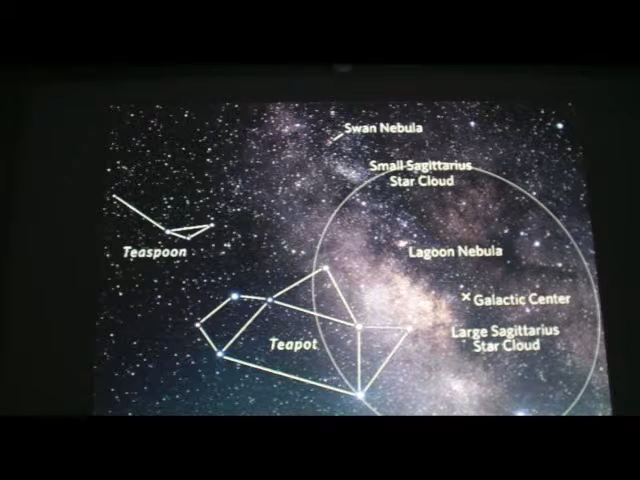 Swan Nebula
Small Sagittarius
Star Cloud
Teaspoon
Lagoon Nebula
× Galactic Center
Teapot
Large Sagittarius
Star Cloud